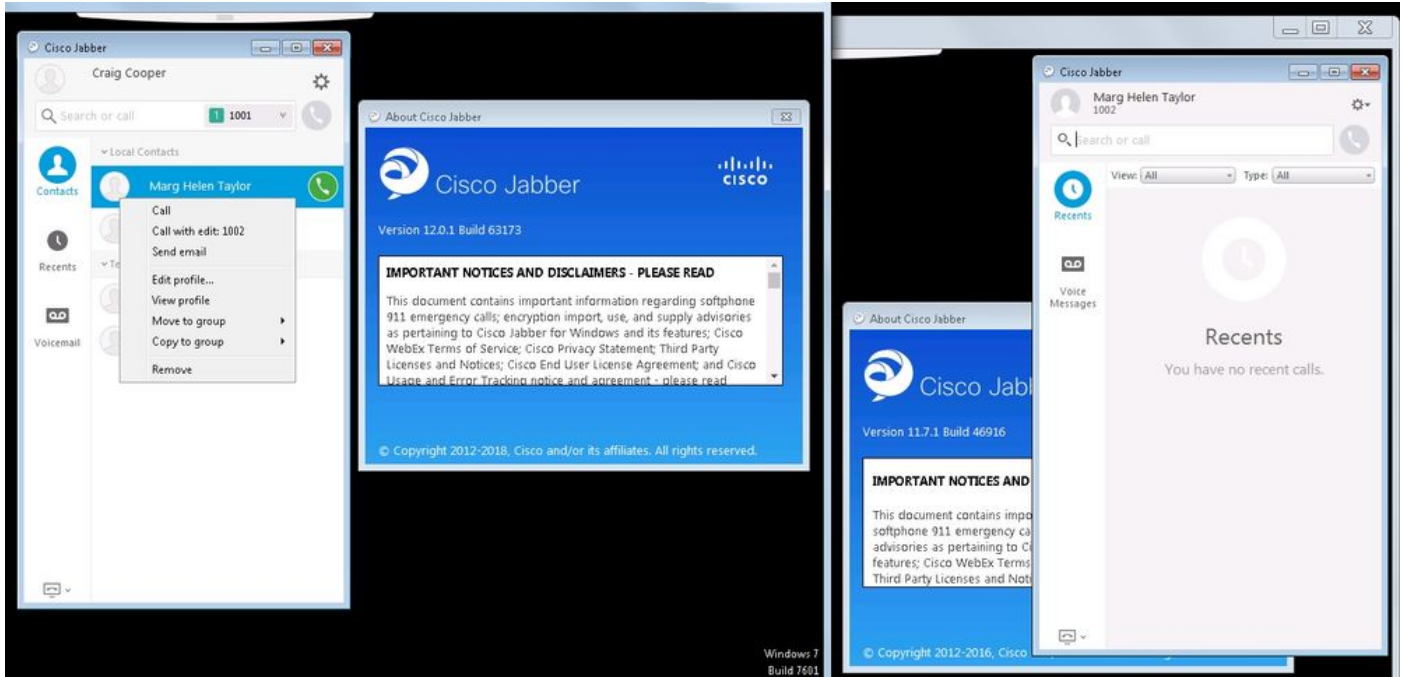 Cisco Jabber
Craig Cooper
Search or call
1 1001
Local Contacts
Contacts
Marg Helen Taylor
Call
Call with edit: 1002
Send email
Recents
Edit profile...
View profile
Move to group
Copy to group
Voicemail
Remove
About Cisco Jabber
Cisco Jabber
CISCO
Version 12.0.1 Build 63173
IMPORTANT NOTICES AND DISCLAIMERS - PLEASE READ
This document contains important information regarding softphone
911 emergency calls; encryption import, use, and supply advisories
as pertaining to Cisco Jabber for Windows and its features; Cisco
WebEx Terms of Service; Cisco Privacy Statement; Third Party
Licenses and Notices; Cisco End User License Agreement; and Cisco
Usage and Error Tracking notice and agreement - please read
© Copyright 2012-2018, Cisco and/or its affiliates. All rights reserved.
Windows 7
Build 7601
Cisco Jabber
Marg Helen Taylor
1002
Search or call
View: All Type: All
Recents
Voice
Messages
Recents
You have no recent calls.
About Cisco Jabber
Cisco Jab
Version 11.7.1 Build 46916
IMPORTANT NOTICES AND
This document contains impo
softphone 911 emergency ca
advisories as pertaining to Ci
features; Cisco WebEx Terms
Third Party Licenses and Noti
© Copyright 2012-2016, Cisco